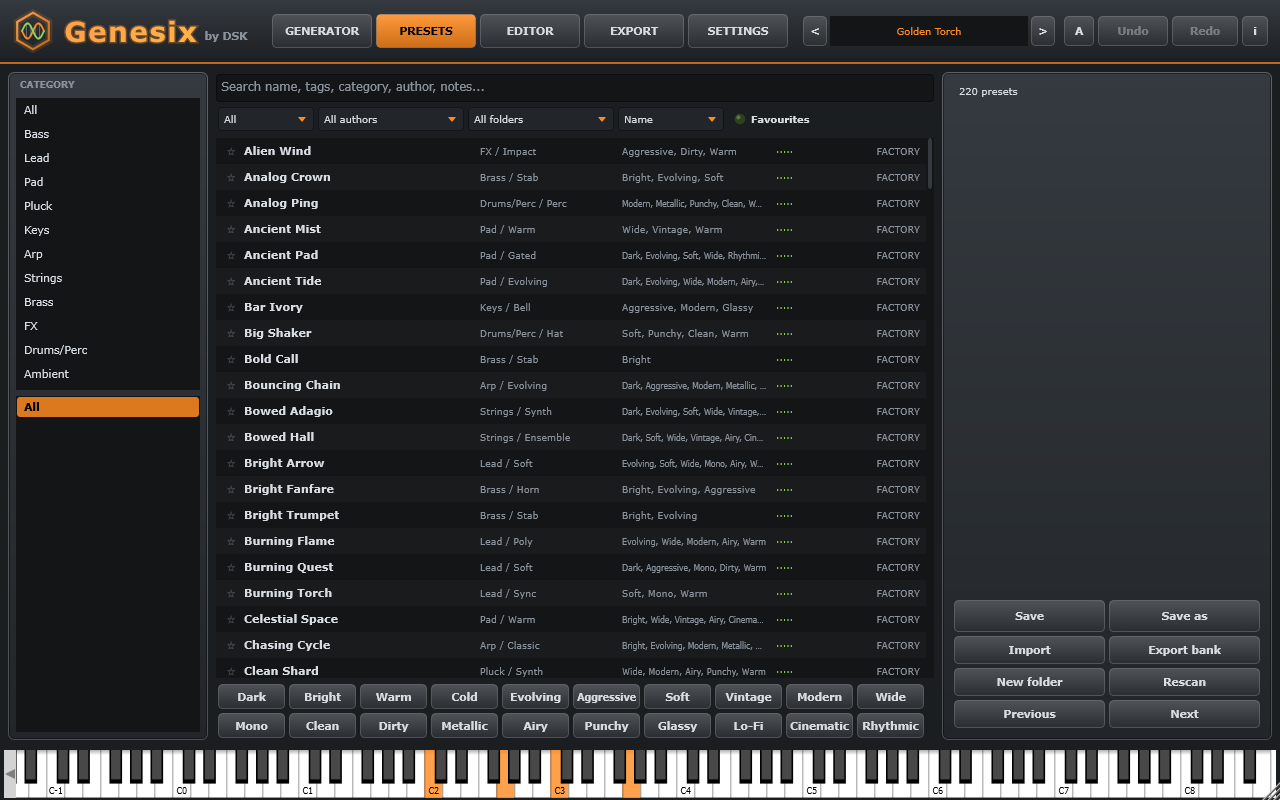 Genesix by DSK GENERATOR PRESETS EDITOR EXPORT SETTINGS < Golden Torch > A Undo Redo i
CATEGORY
All
Bass
Lead
Pad
Pluck
Keys
Arp
Strings
Brass
FX
Drums/Perc
Ambient
All
Search name, tags, category, author, notes...
All All authors All folders Name Favourites
☆ Alien Wind FX / Impact Aggressive, Dirty, Warm ····· FACTORY
☆ Analog Crown Brass / Stab Bright, Evolving, Soft ····· FACTORY
☆ Analog Ping Drums/Perc / Perc Modern, Metallic, Punchy, Clean, W... ····· FACTORY
☆ Ancient Mist Pad / Warm Wide, Vintage, Warm ····· FACTORY
☆ Ancient Pad Pad / Gated Dark, Evolving, Soft, Wide, Rhythmi... ····· FACTORY
☆ Ancient Tide Pad / Evolving Dark, Evolving, Wide, Modern, Airy,... ····· FACTORY
☆ Bar Ivory Keys / Bell Aggressive, Modern, Glassy ····· FACTORY
☆ Big Shaker Drums/Perc / Hat Soft, Punchy, Clean, Warm ····· FACTORY
☆ Bold Call Brass / Stab Bright ····· FACTORY
☆ Bouncing Chain Arp / Evolving Dark, Aggressive, Modern, Metallic, ... ····· FACTORY
☆ Bowed Adagio Strings / Synth Dark, Evolving, Soft, Wide, Vintage,... ····· FACTORY
☆ Bowed Hall Strings / Ensemble Dark, Soft, Wide, Vintage, Airy, Cin... ····· FACTORY
☆ Bright Arrow Lead / Soft Evolving, Soft, Wide, Mono, Airy, W... ····· FACTORY
☆ Bright Fanfare Brass / Horn Bright, Evolving, Aggressive ····· FACTORY
☆ Bright Trumpet Brass / Stab Bright, Evolving ····· FACTORY
☆ Burning Flame Lead / Poly Evolving, Wide, Modern, Airy, Warm ····· FACTORY
☆ Burning Quest Lead / Soft Dark, Aggressive, Mono, Dirty, Warm ····· FACTORY
☆ Burning Torch Lead / Sync Soft, Mono, Warm ····· FACTORY
☆ Celestial Space Pad / Warm Bright, Wide, Vintage, Airy, Cinema... ····· FACTORY
☆ Chasing Cycle Arp / Classic Bright, Evolving, Modern, Metallic, ... ····· FACTORY
☆ Clean Shard Pluck / Synth Wide, Modern, Airy, Punchy, Warm ····· FACTORY
Dark Bright Warm Cold Evolving Aggressive Soft Vintage Modern Wide
Mono Clean Dirty Metallic Airy Punchy Glassy Lo-Fi Cinematic Rhythmic
220 presets
Save Save as
Import Export bank
New folder Rescan
Previous Next
C-1 C0 C1 C2 C3 C4 C5 C6 C7 C8